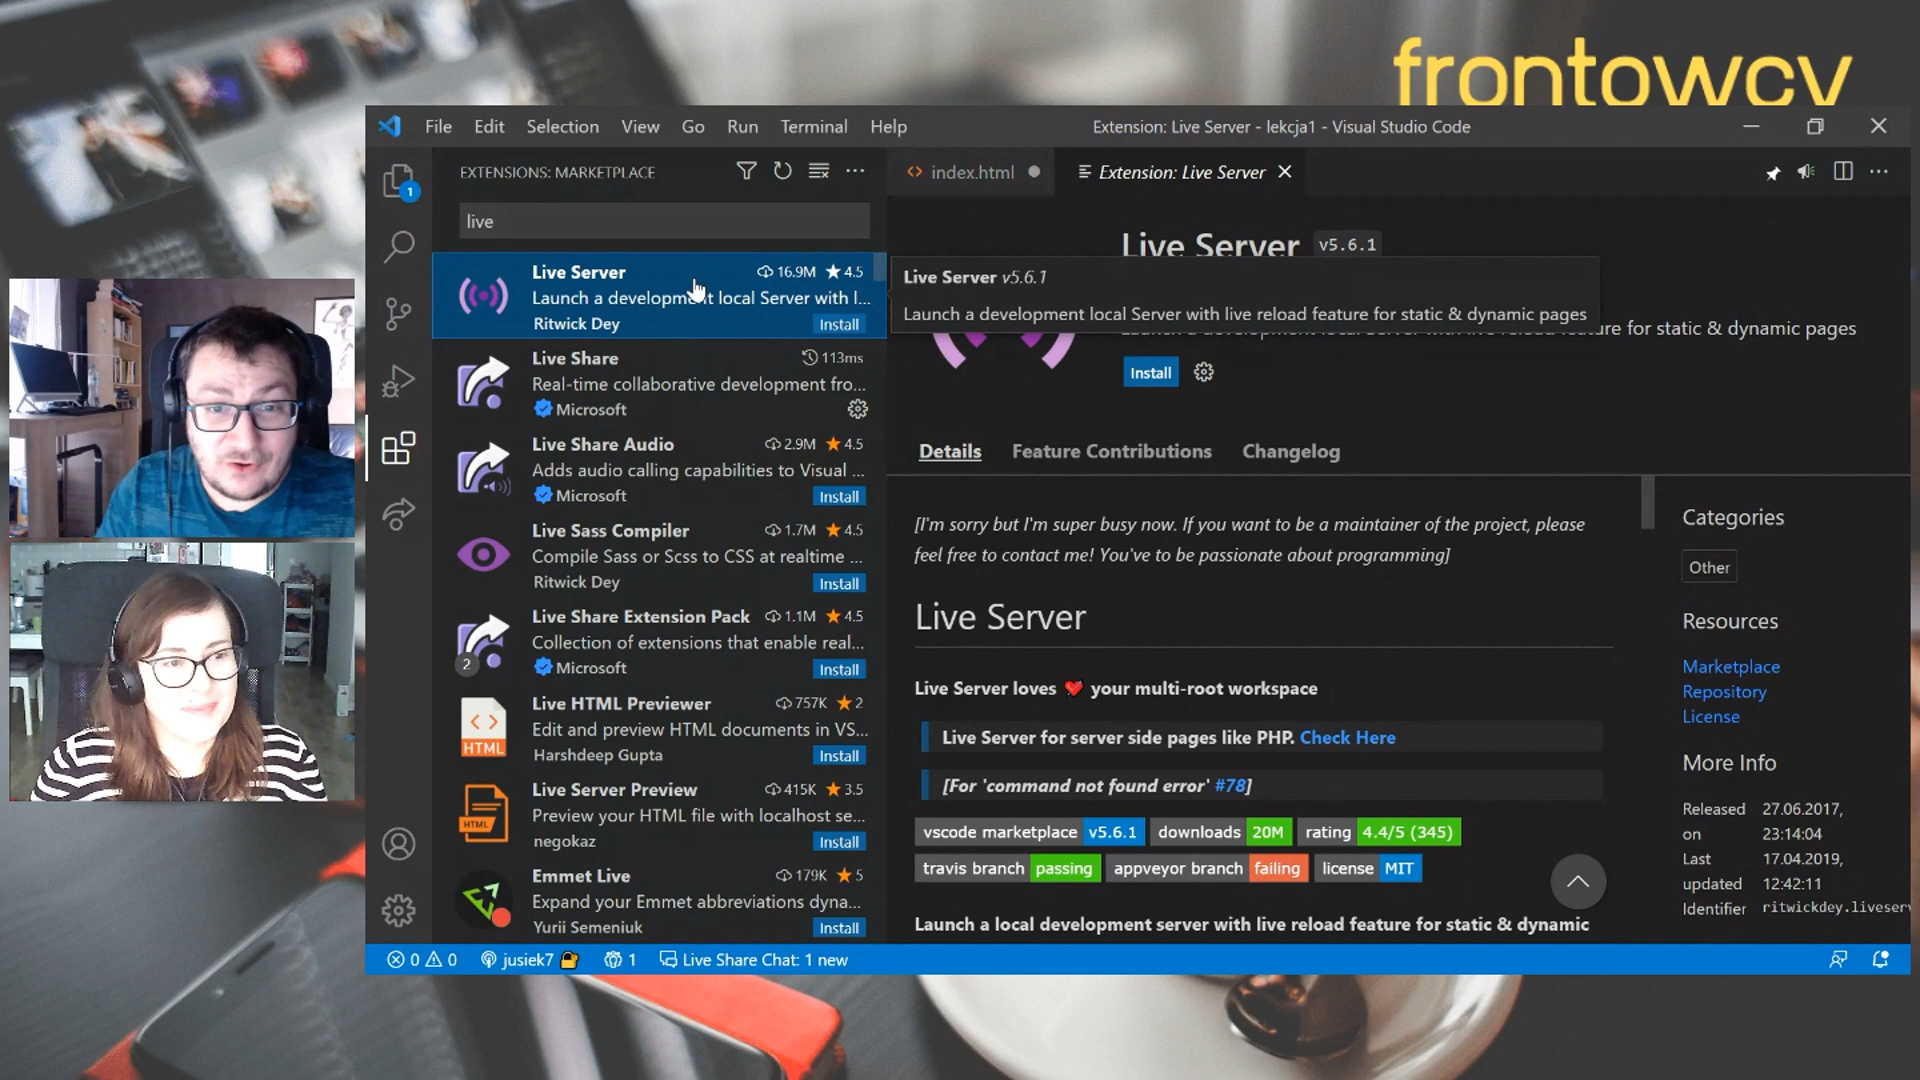 frontowcy
File Edit Selection View Go Run Terminal Help
Extension: Live Server - lekcja1 - Visual Studio Code
1
EXTENSIONS: MARKETPLACE
live
Live Server 16.9M 4.5
Launch a development local Server with l...
Ritwick Dey Install
Live Share 113ms
Real-time collaborative development fro...
Microsoft
Live Share Audio 2.9M 4.5
Adds audio calling capabilities to Visual ...
Microsoft Install
Live Sass Compiler 1.7M 4.5
Compile Sass or Scss to CSS at realtime ...
Ritwick Dey Install
Live Share Extension Pack 1.1M 4.5
Collection of extensions that enable real...
2 Microsoft Install
Live HTML Previewer 757K 2
Edit and preview HTML documents in VS...
HTML
Harshdeep Gupta Install
Live Server Preview 415K 3.5
Preview your HTML file with localhost se...
HTML
negokaz Install
Emmet Live 179K 5
Expand your Emmet abbreviations dyna...
Yurii Semeniuk Install
index.html
Extension: Live Server
Live Server v5.6.1
Live Server v5.6.1
Launch a development local Server with live reload feature for static & dynamic pages
ure for static & dynamic pages
Install
Details Feature Contributions Changelog
[I'm sorry but I'm super busy now. If you want to be a maintainer of the project, please
feel free to contact me! You've to be passionate about programming]
Live Server
Live Server loves ❤️ your multi-root workspace
Live Server for server side pages like PHP. Check Here
[For 'command not found error' #78]
vscode marketplace v5.6.1 downloads 20M rating 4.4/5 (345)
travis branch passing appveyor branch failing license MIT
Launch a local development server with live reload feature for static & dynamic
Categories
Other
Resources
Marketplace
Repository
License
More Info
Released 27.06.2017,
on 23:14:04
Last 17.04.2019,
updated 12:42:11
Identifier ritwickdey.liveserv
0 0 jusiek7 1 Live Share Chat: 1 new